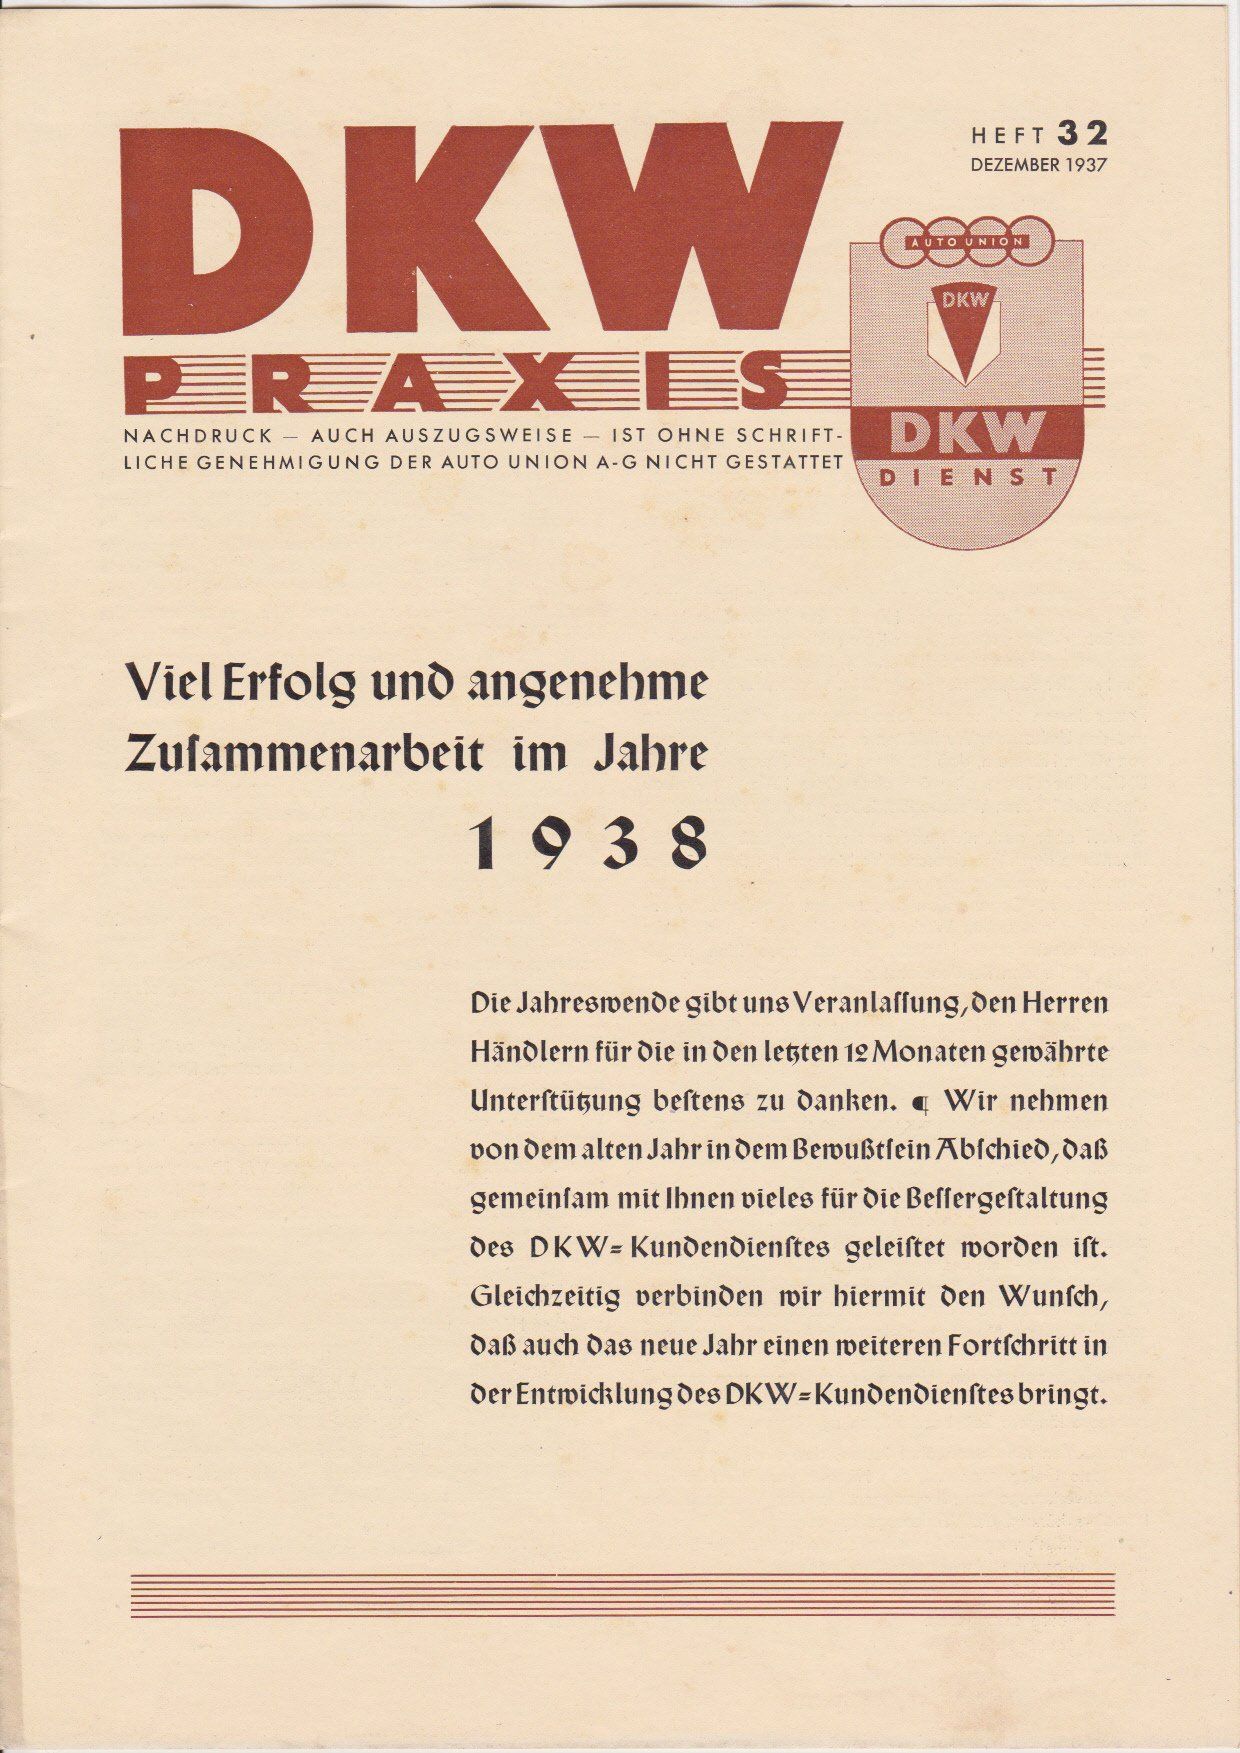 DKW
PRAXIS
HEFT 32
DEZEMBER 1937
AUTO UNION
DKW
DKW
DIENST
NACHDRUCK — AUCH AUSZUGSWEISE — IST OHNE SCHRIFT-
LICHE GENEHMIGUNG DER AUTO UNION A-G NICHT GESTATTET
Viel Erfolg und angenehme
Zuſammenarbeit im Jahre
1938
Die Jahreswende gibt uns Veranlaſſung, den Herren
Händlern für die in den letzten 12 Monaten gewährte
Unterſtützung beſtens zu danken. ¶ Wir nehmen
von dem alten Jahr in dem Bewußtſein Abſchied, daß
gemeinſam mit Ihnen vieles für die Beſſergeſtaltung
des DKW=Kundendienſtes geleiſtet worden iſt.
Gleichzeitig verbinden wir hiermit den Wunſch,
daß auch das neue Jahr einen weiteren Fortſchritt in
der Entwicklung des DKW=Kundendienſtes bringt.